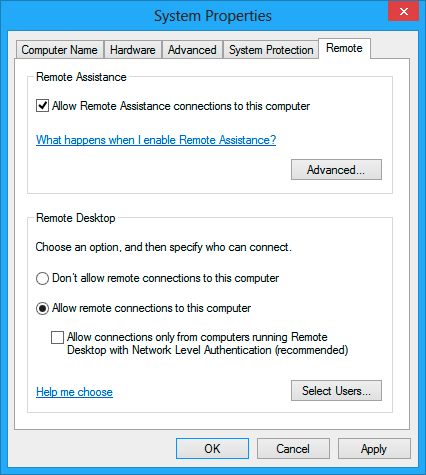 System Properties
Computer Name Hardware Advanced System Protection Remote
Remote Assistance
Allow Remote Assistance connections to this computer
What happens when I enable Remote Assistance?
Advanced...
Remote Desktop
Choose an option, and then specify who can connect.
Don't allow remote connections to this computer
Allow remote connections to this computer
Allow connections only from computers running Remote
Desktop with Network Level Authentication (recommended)
Help me choose
Select Users...
OK Cancel Apply